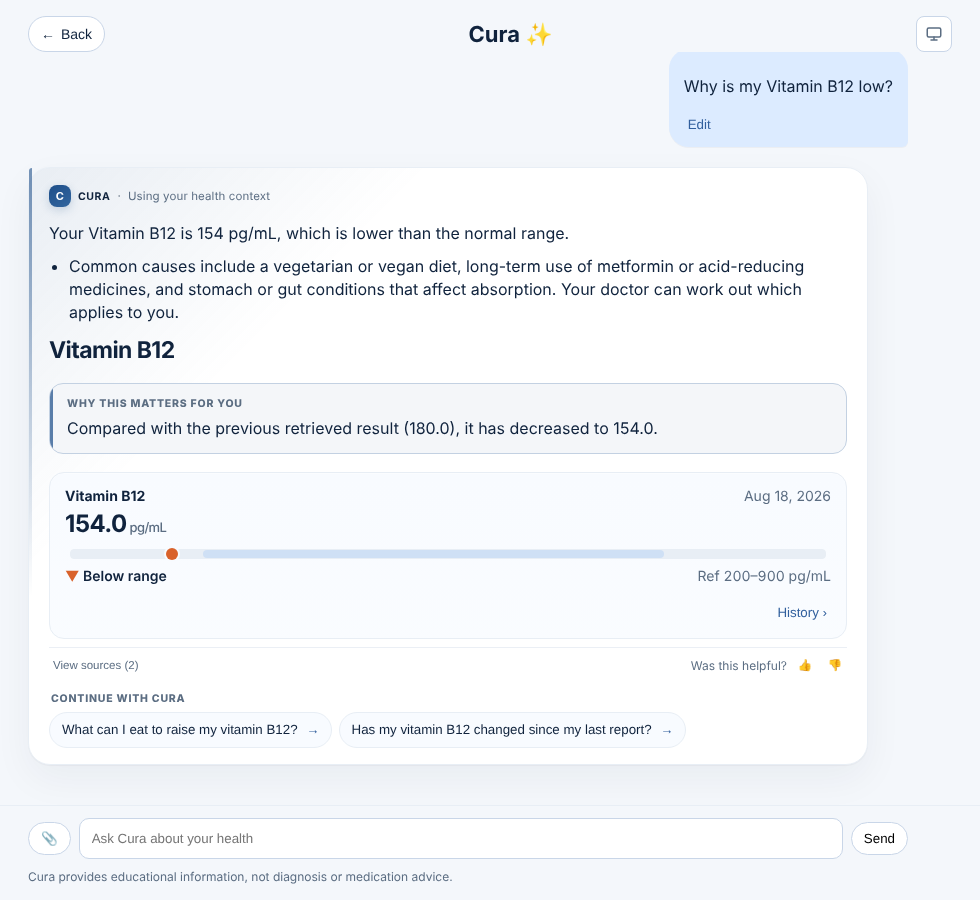 ← Back
Cura ✨
Why is my Vitamin B12 low?
Edit
C CURA · Using your health context
Your Vitamin B12 is 154 pg/mL, which is lower than the normal range.
• Common causes include a vegetarian or vegan diet, long-term use of metformin or acid-reducing
medicines, and stomach or gut conditions that affect absorption. Your doctor can work out which
applies to you.
Vitamin B12
WHY THIS MATTERS FOR YOU
Compared with the previous retrieved result (180.0), it has decreased to 154.0.
Vitamin B12 Aug 18, 2026
154.0 pg/mL
▼ Below range Ref 200–900 pg/mL
History ›
View sources (2) Was this helpful? 👍 👎
CONTINUE WITH CURA
What can I eat to raise my vitamin B12? → Has my vitamin B12 changed since my last report? →
📎 Ask Cura about your health Send
Cura provides educational information, not diagnosis or medication advice.